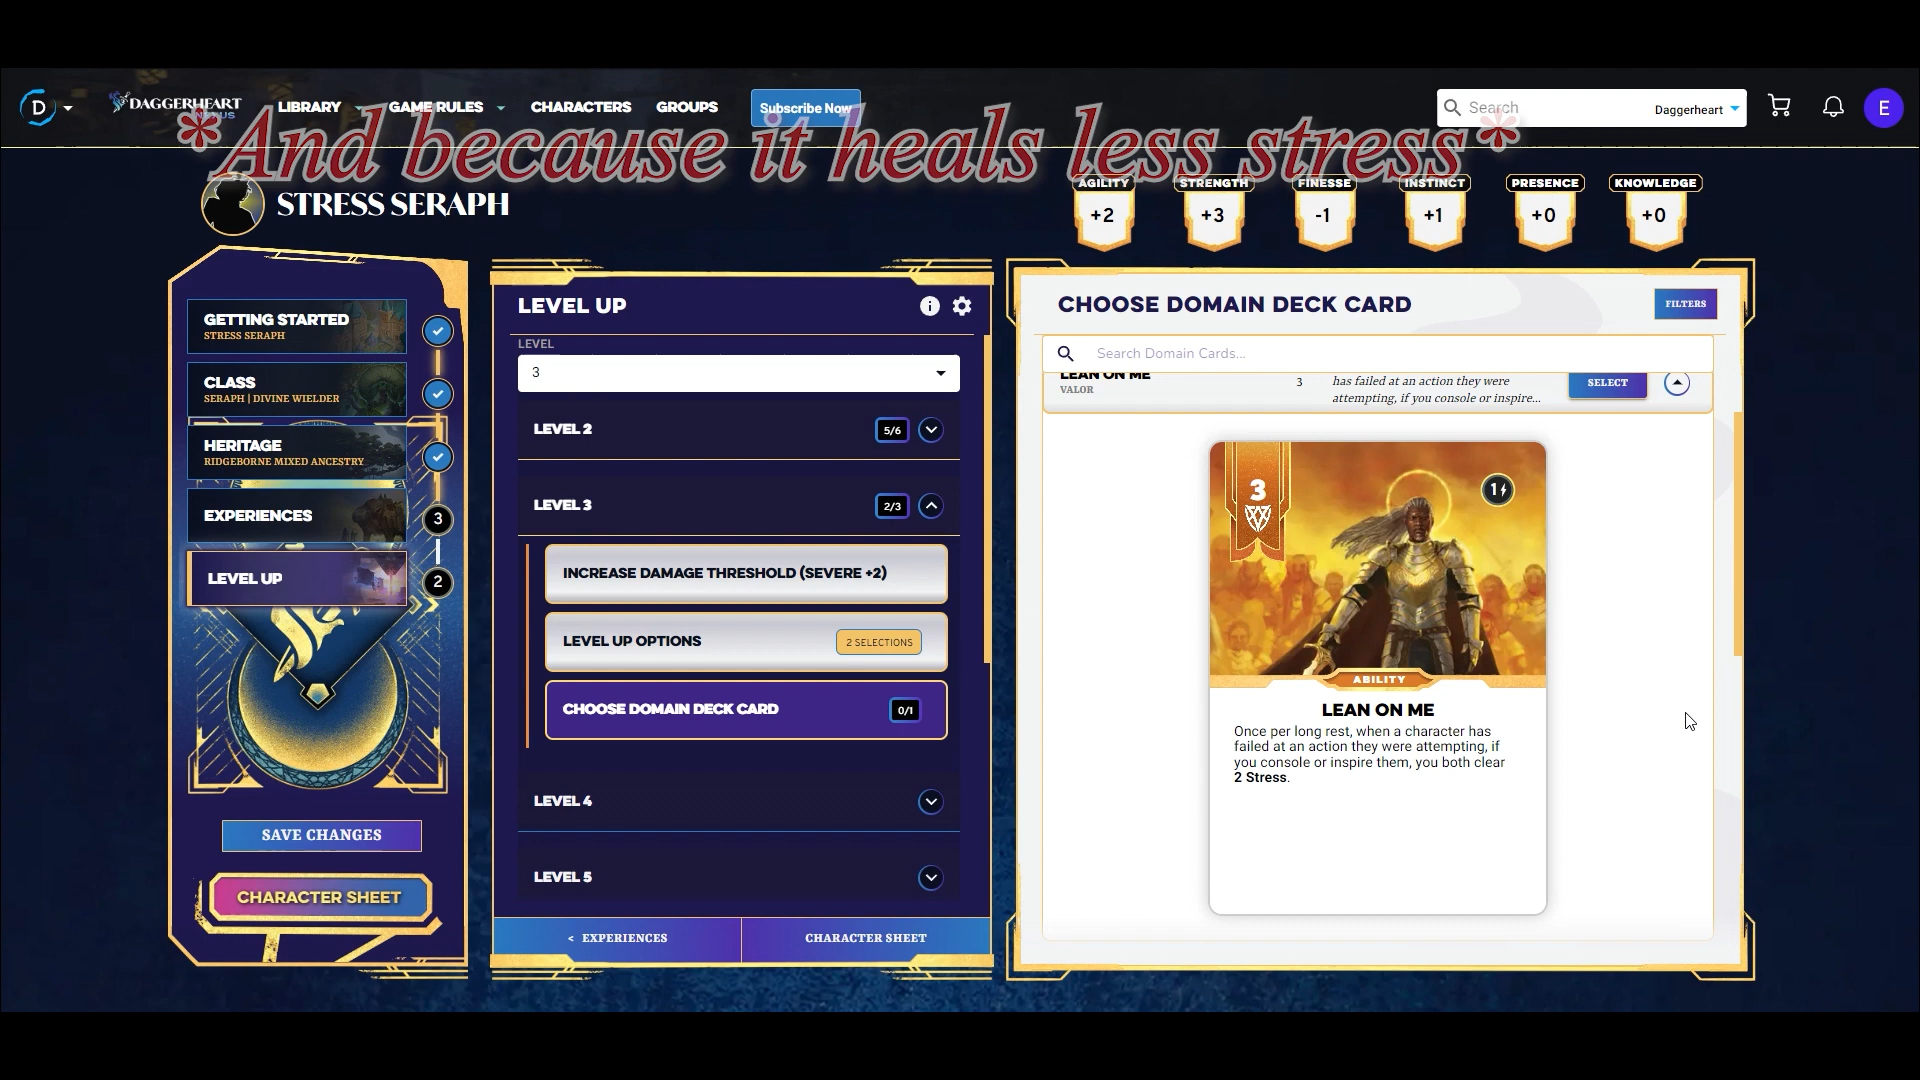 D
DAGGERHEART
NEXUS
LIBRARY
GAME RULES
CHARACTERS
GROUPS
Subscribe Now
Search
Daggerheart
E
*And because it heals less stress*
STRESS SERAPH
AGILITY
+2
STRENGTH
+3
FINESSE
-1
INSTINCT
+1
PRESENCE
+0
KNOWLEDGE
+0
GETTING STARTED
STRESS SERAPH
CLASS
SERAPH | DIVINE WIELDER
HERITAGE
RIDGEBORNE MIXED ANCESTRY
EXPERIENCES
3
LEVEL UP
2
SAVE CHANGES
CHARACTER SHEET
LEVEL UP
LEVEL
3
LEVEL 2
5/6
LEVEL 3
2/3
INCREASE DAMAGE THRESHOLD (SEVERE +2)
LEVEL UP OPTIONS
2 SELECTIONS
CHOOSE DOMAIN DECK CARD
0/1
LEVEL 4
LEVEL 5
< EXPERIENCES
CHARACTER SHEET
CHOOSE DOMAIN DECK CARD
FILTERS
Search Domain Cards...
LEAN ON ME
VALOR
3
has failed at an action they were
attempting, if you console or inspire...
SELECT
3
1
ABILITY
LEAN ON ME
Once per long rest, when a character has
failed at an action they were attempting, if
you console or inspire them, you both clear
2 Stress.